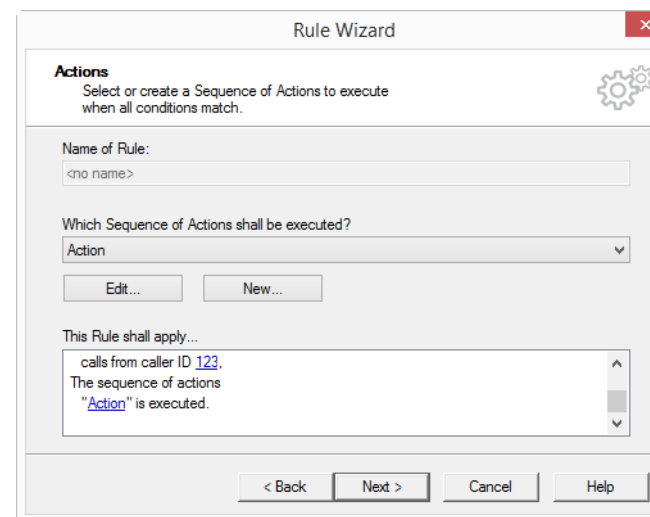 Rule Wizard
Actions
Select or create a Sequence of Actions to execute
when all conditions match.
Name of Rule:
<no name>
Which Sequence of Actions shall be executed?
Action
Edit...
New...
This Rule shall apply...
calls from caller ID 123,
The sequence of actions
"Action" is executed.
< Back
Next >
Cancel
Help